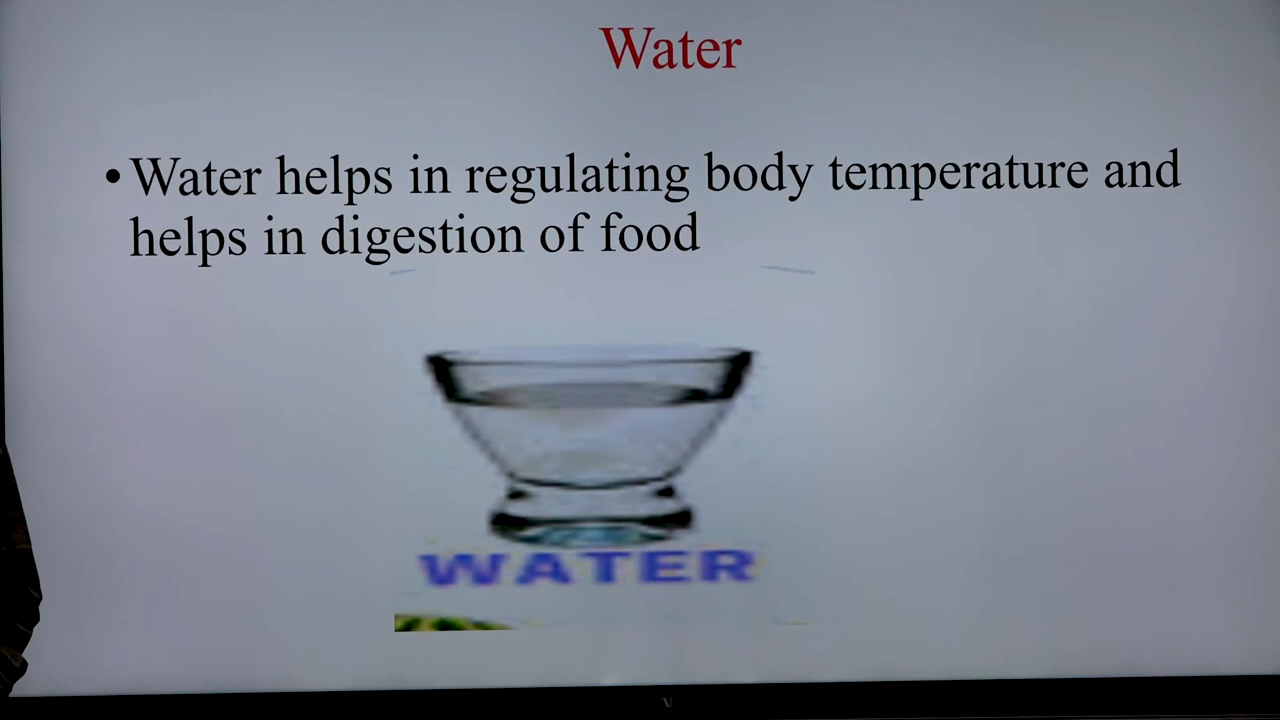 Water
• Water helps in regulating body temperature and
helps in digestion of food
WATER